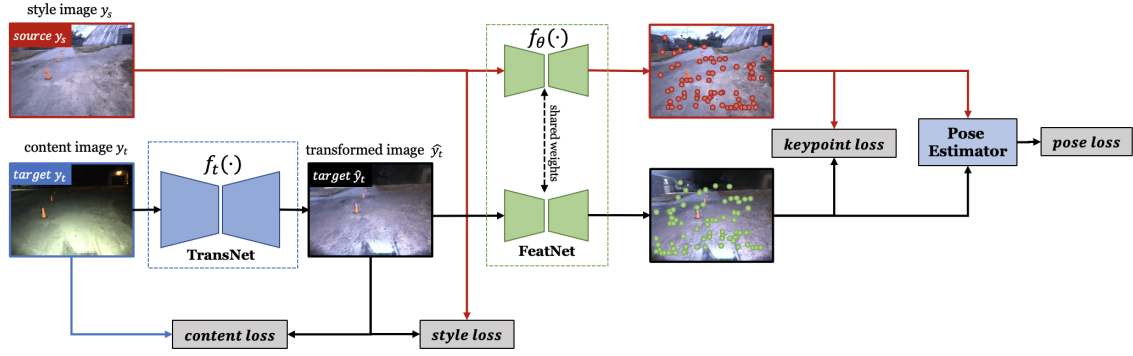 style image y_s
source y_s
f_θ(·)
shared weights
keypoint loss
Pose
Estimator
pose loss
content image y_t
transformed image ŷ_t
target y_t
f_t(·)
target ŷ_t
TransNet
FeatNet
content loss
style loss